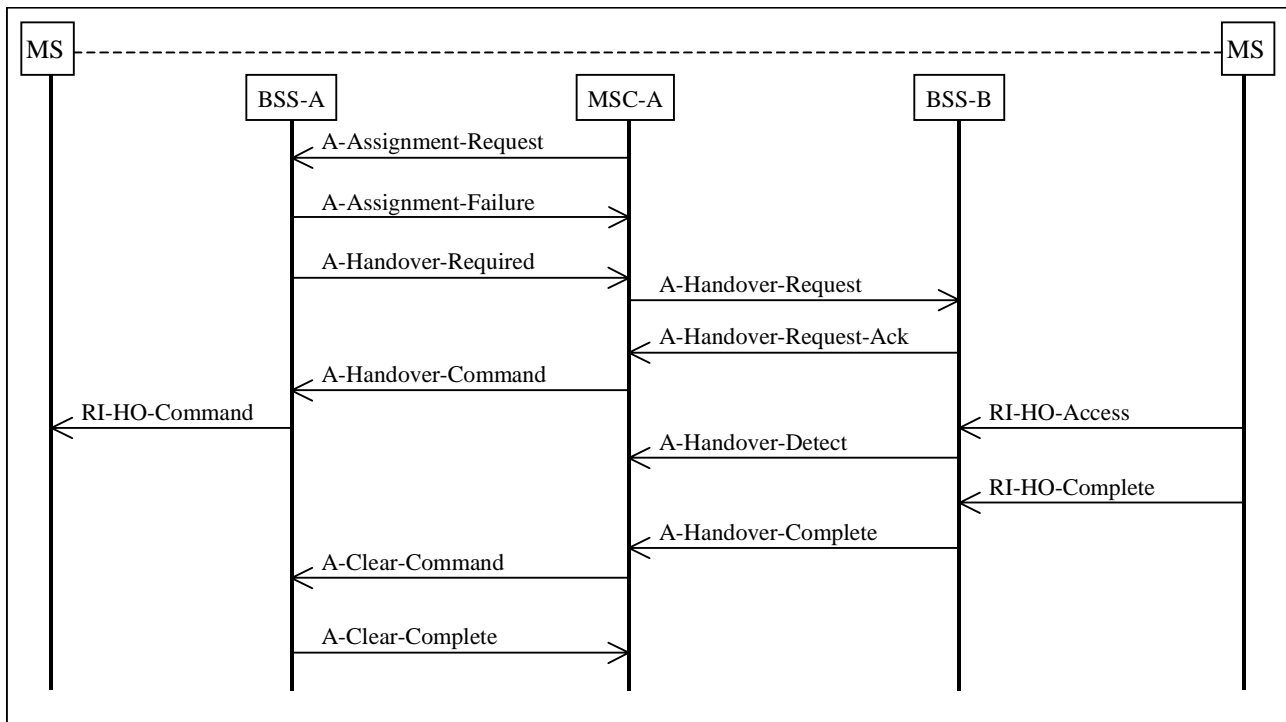 MS
MS
BSS-A
MSC-A
BSS-B
A-Assignment-Request
A-Assignment-Failure
A-Handover-Required
A-Handover-Request
A-Handover-Request-Ack
A-Handover-Command
RI-HO-Command
RI-HO-Access
A-Handover-Detect
RI-HO-Complete
A-Handover-Complete
A-Clear-Command
A-Clear-Complete